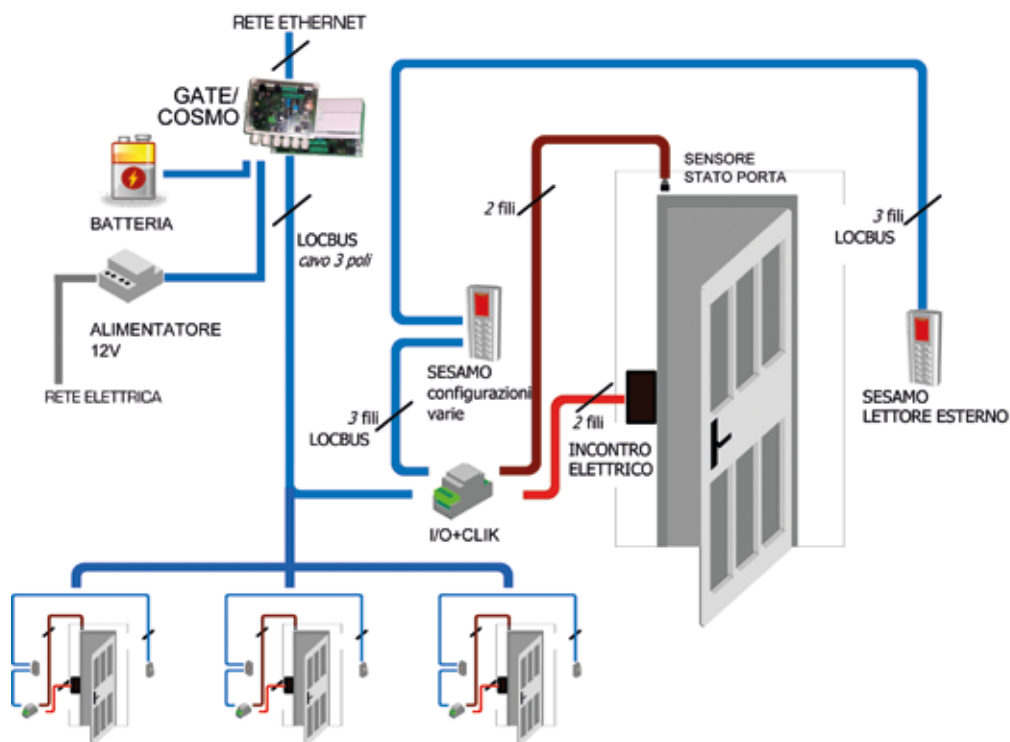 RETE ETHERNET
GATE/
COSMO
BATTERIA
LOCBUS
cavo 3 poli
ALIMENTATORE
12V
RETE ELETTRICA
2 fili
SENSORE
STATO PORTA
3 fili
LOCBUS
SESAMO
configurazioni
varie
3 fili
LOCBUS
2 fili
INCONTRO
ELETTRICO
SESAMO
LETTORE ESTERNO
I/O+CLIK